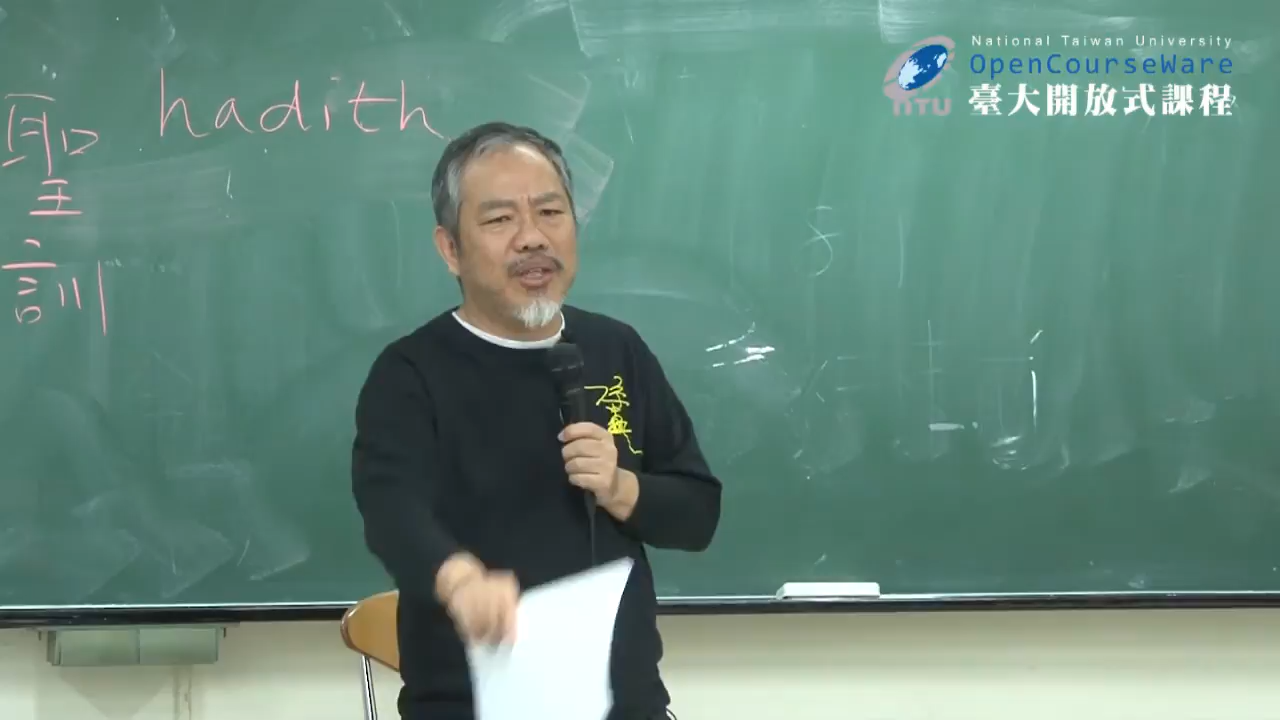 National Taiwan University
OpenCourseWare
NTU
臺大開放式課程
聖訓
hadith